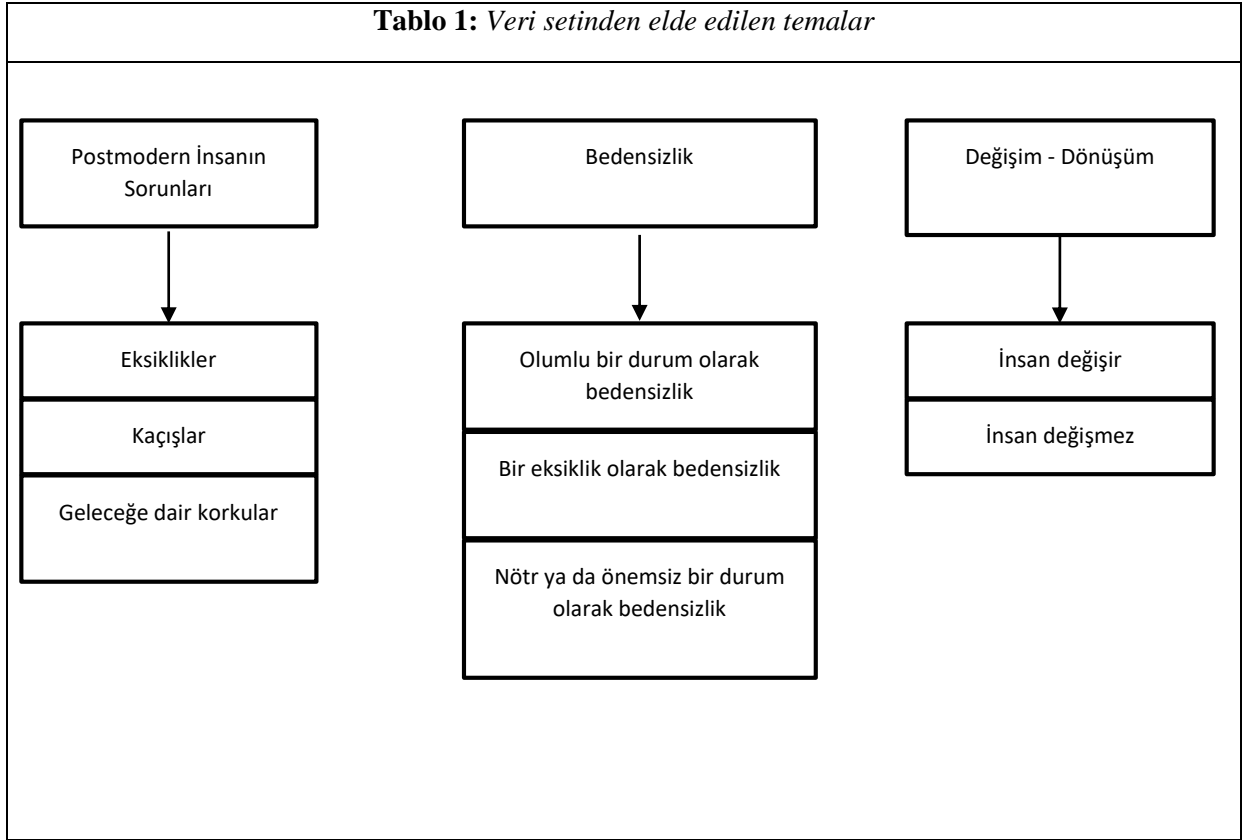 Tablo 1: Veri setinden elde edilen temalar
Postmodern İnsanın
Sorunları
Eksiklikler
Kaçışlar
Geleceğe dair korkular
Bedensizlik
Olumlu bir durum olarak
bedensizlik
Bir eksiklik olarak bedensizlik
Nötr ya da önemsiz bir durum
olarak bedensizlik
Değişim - Dönüşüm
İnsan değişir
İnsan değişmez